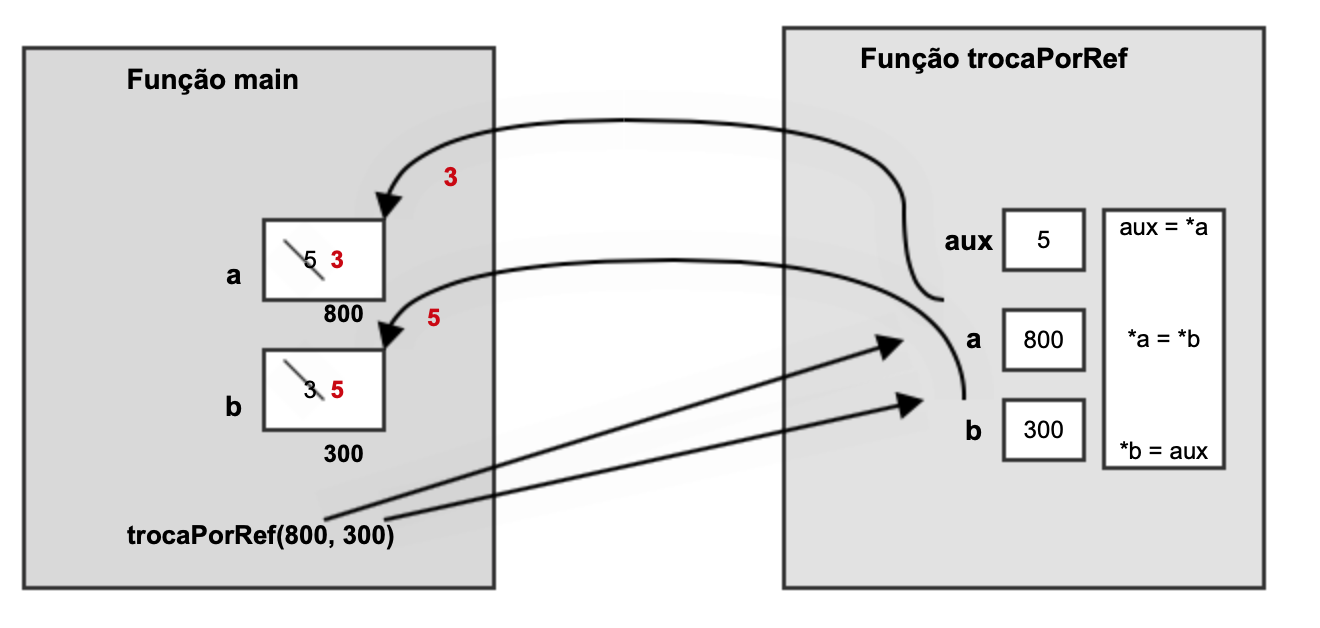 Função main
3
a
5 3
800
5
b
3 5
300
trocaPorRef(800, 300)
Função trocaPorRef
aux
5
aux = *a
a
800
*a = *b
b
300
*b = aux